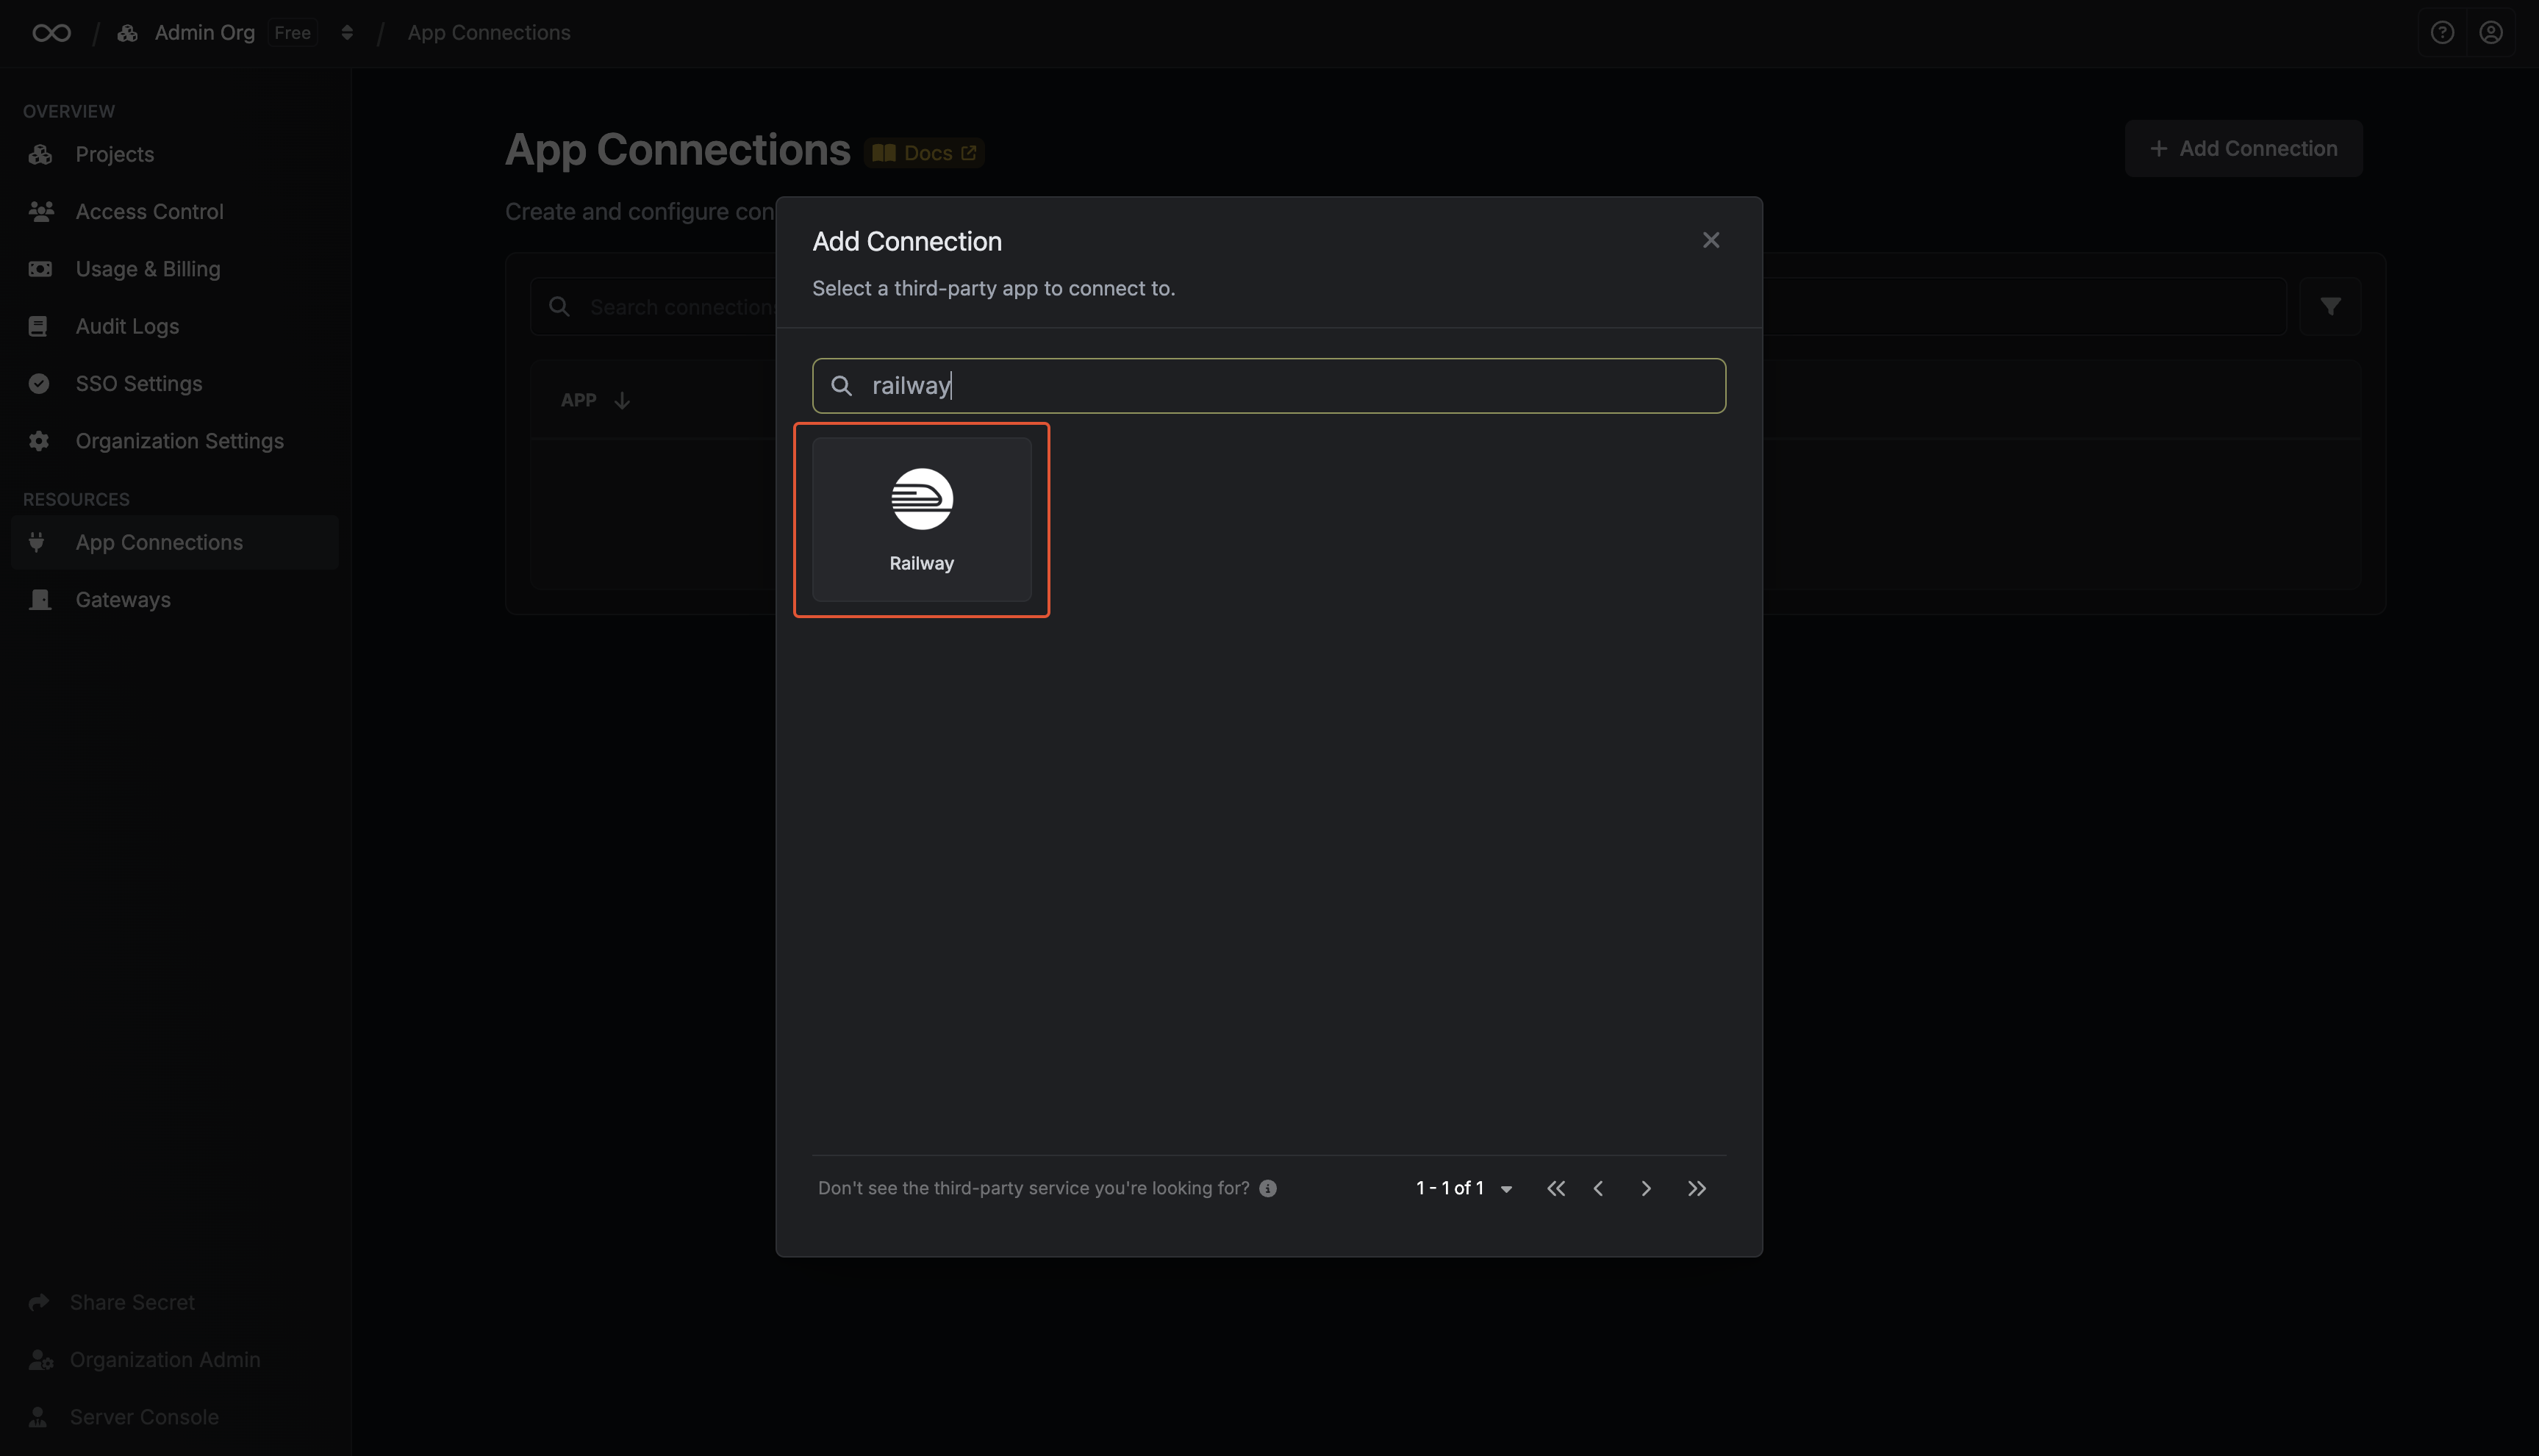 Admin Org Free
App Connections
OVERVIEW
Projects
Access Control
Usage & Billing
Audit Logs
SSO Settings
Organization Settings
RESOURCES
App Connections
Gateways
Share Secret
Organization Admin
Server Console
App Connections
Docs
Add Connection
Create and configure con
Search connections
APP
Add Connection
Select a third-party app to connect to.
railway
Railway
Don't see the third-party service you're looking for?
1 - 1 of 1